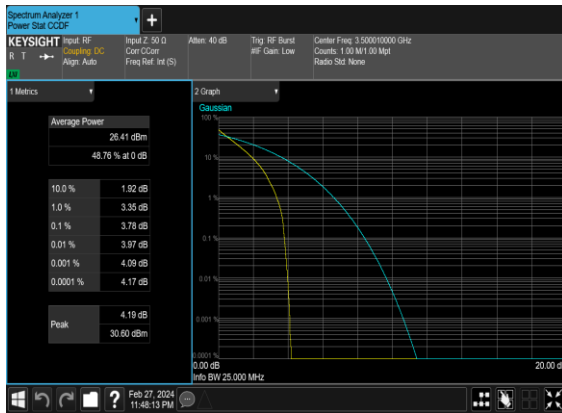 Spectrum Analyzer 1
Power Stat CCDF
+
KEYSIGHT
R T
LV
Input: RF
Coupling: DC
Align: Auto
Input Z: 50 Ω
Corr CCorr
Freq Ref: Int (S)
Atten: 40 dB
Trig: RF Burst
#IF Gain: Low
Center Freq: 3.500010000 GHz
Counts: 1.00 M/1.00 Mpt
Radio Std: None
1 Metrics
Average Power
26.41 dBm
48.76 % at 0 dB
10.0 % 1.92 dB
1.0 % 3.35 dB
0.1 % 3.78 dB
0.01 % 3.97 dB
0.001 % 4.09 dB
0.0001 % 4.17 dB
Peak
4.19 dB
30.60 dBm
2 Graph
Gaussian
100 %
10 %
1 %
0.1 %
0.01 %
0.001 %
0.0001 %
0.00 dB 20.00 dB
Info BW 25.000 MHz
?
Feb 27, 2024
11:48:13 PM